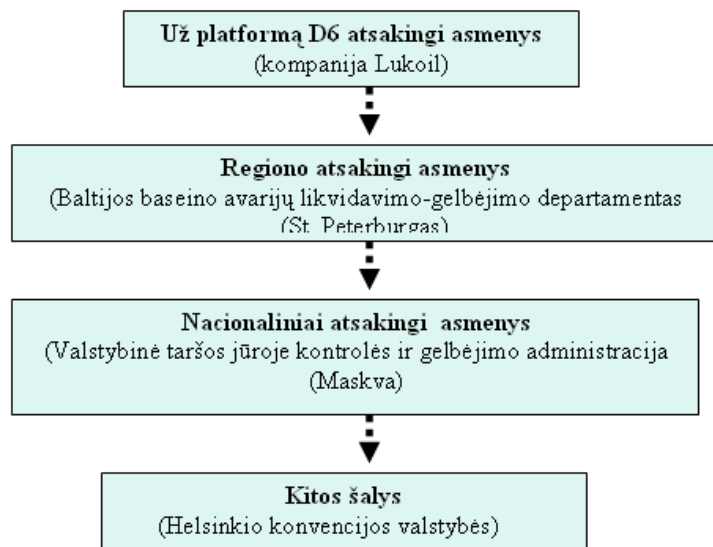 Už platformą D6 atsakingi asmenys
(kompanija Lukoil)
Regiono atsakingi asmenys
(Baltijos baseino avarijų likvidavimo-gelbėjimo departamentas
(St. Peterburgas)
Nacionaliniai atsakingi asmenys
(Valstybinė taršos jūroje kontrolės ir gelbėjimo administracija
(Maskva)
Kitos šalys
(Helsinkio konvencijos valstybės)